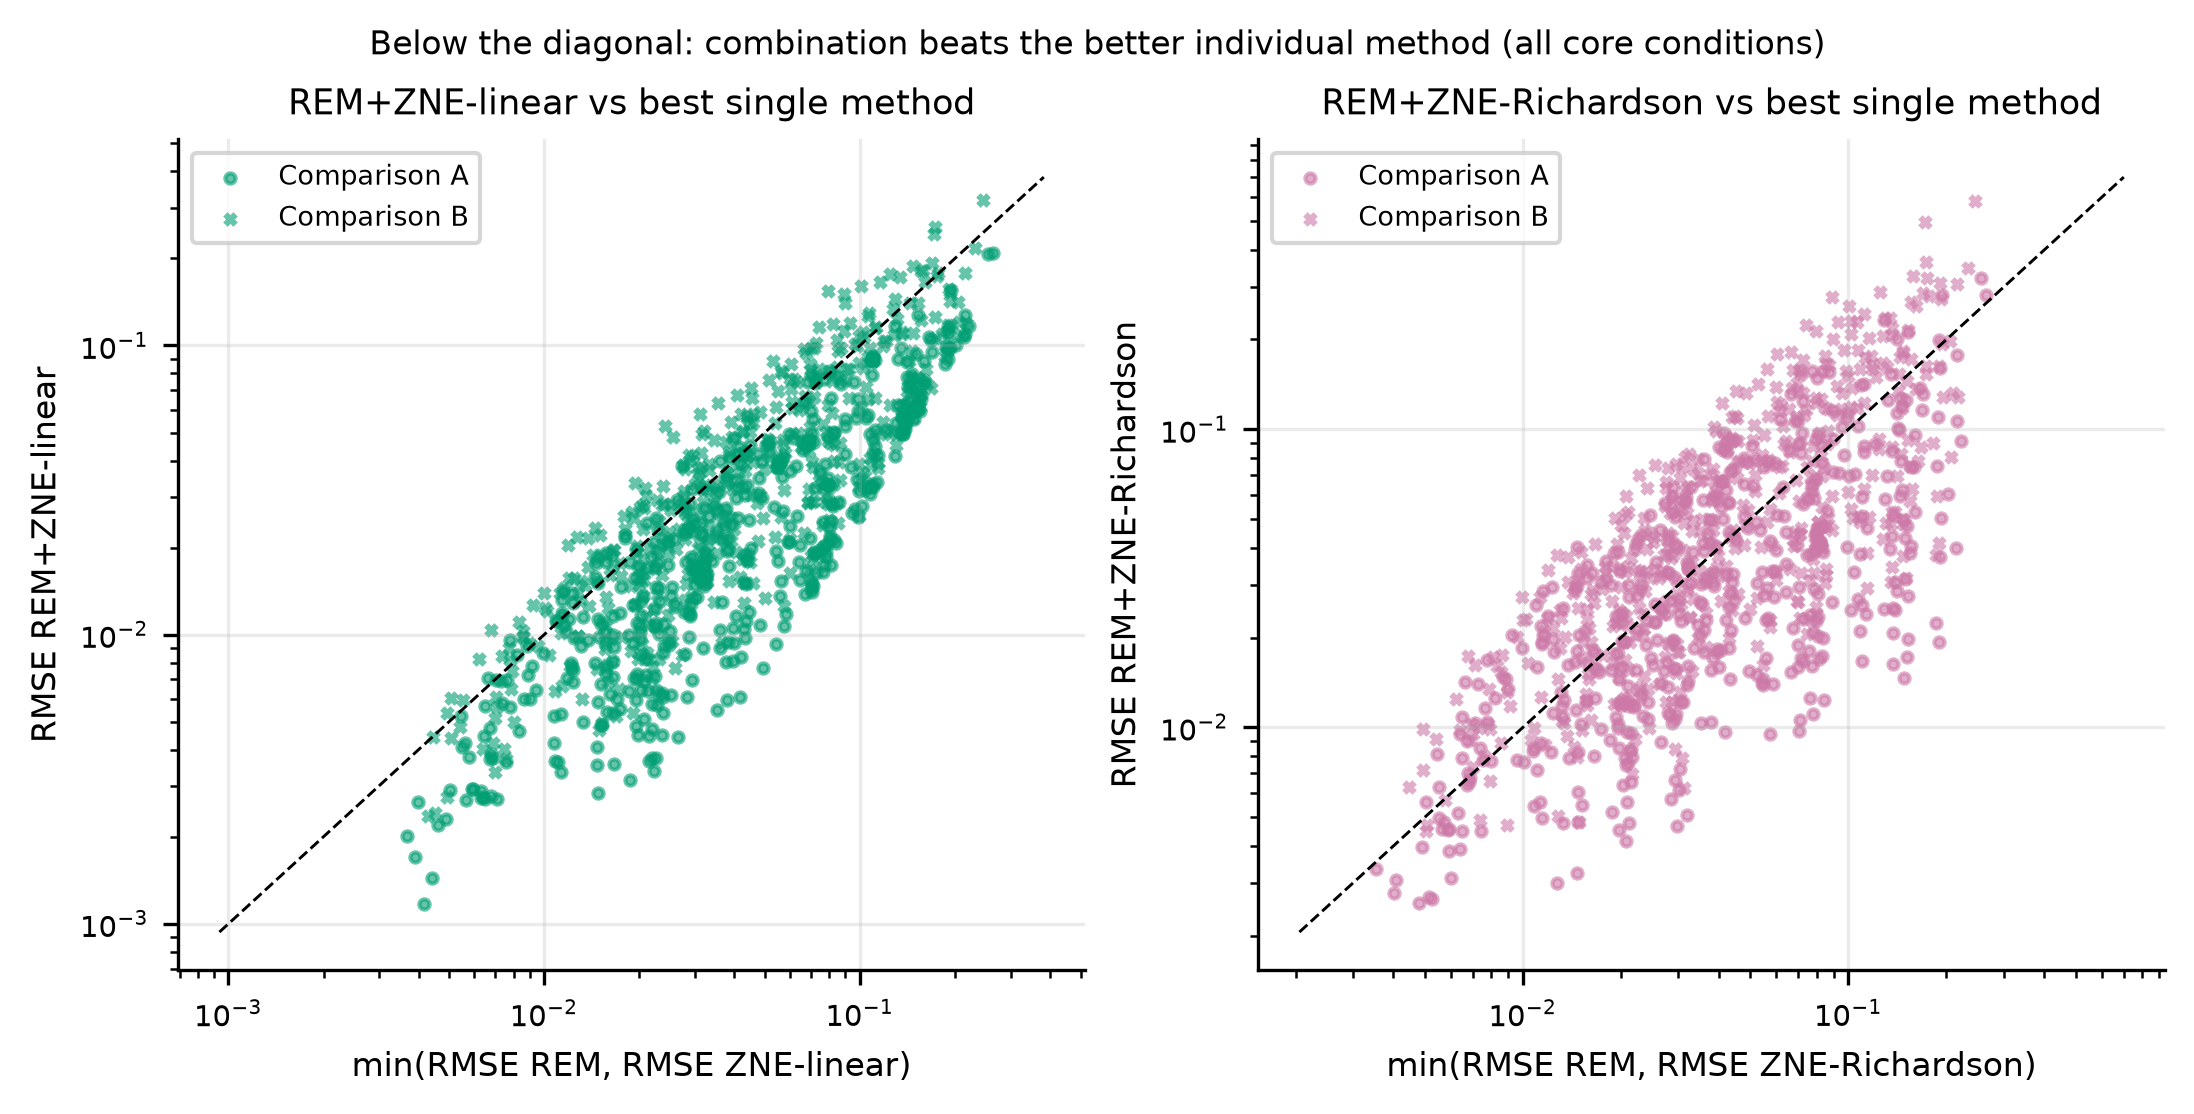 Below the diagonal: combination beats the better individual method (all core conditions)
REM+ZNE-linear vs best single method
Comparison A
Comparison B
RMSE REM+ZNE-linear
10⁻¹
10⁻²
10⁻³
10⁻³
10⁻²
10⁻¹
min(RMSE REM, RMSE ZNE-linear)
REM+ZNE-Richardson vs best single method
Comparison A
Comparison B
RMSE REM+ZNE-Richardson
10⁻¹
10⁻²
10⁻²
10⁻¹
min(RMSE REM, RMSE ZNE-Richardson)